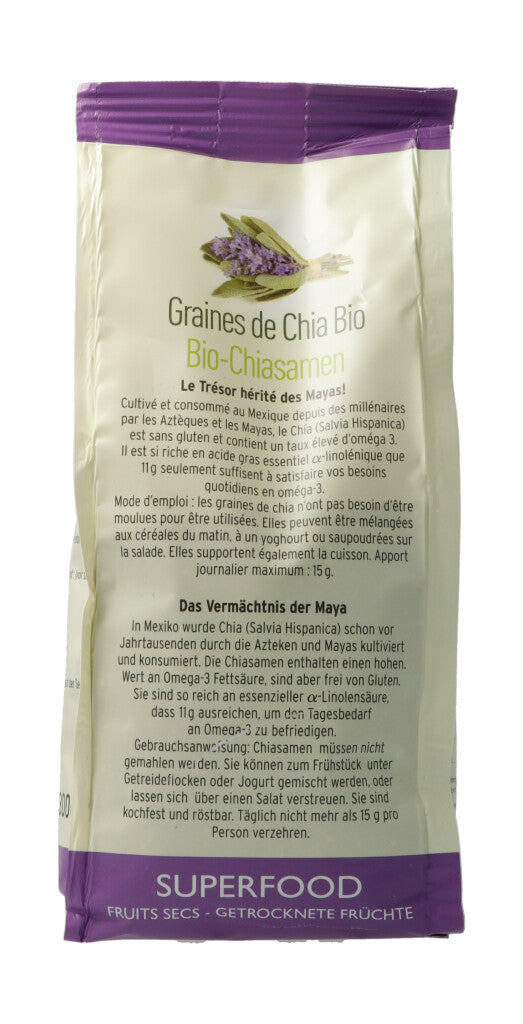 Graines de Chia Bio
Bio-Chiasamen
Le Trésor hérité des Mayas!
Cultivé et consommé au Mexique depuis des millénaires
par les Aztèques et les Mayas, le Chia (Salvia Hispanica)
est sans gluten et contient un taux élevé d'oméga 3.
Il est si riche en acide gras essentiel α-linolénique que
11g seulement suffisent à satisfaire vos besoins
quotidiens en oméga-3.
Mode d'emploi : les graines de chia n'ont pas besoin d'être
moulues pour être utilisées. Elles peuvent être mélangées
aux céréales du matin, à un yoghourt ou saupoudrées sur
la salade. Elles supportent également la cuisson. Apport
journalier maximum : 15g.
Das Vermächtnis der Maya
In Mexiko wurde Chia (Salvia Hispanica) schon vor
Jahrtausenden durch die Azteken und Mayas kultiviert
und konsumiert. Die Chiasamen enthalten einen hohen
Wert an Omega-3 Fettsäure, sind aber frei von Gluten.
Sie sind so reich an essenzieller α-Linolensäure,
dass 11g ausreichen, um den Tagesbedarf
an Omega-3 zu befriedigen.
Gebrauchsanweisung: Chiasamen müssen nicht
gemahlen werden. Sie können zum Frühstück unter
Getreideflocken oder Jogurt gemischt werden, oder
lassen sich über einen Salat verstreuen. Sie sind
kochfest und röstbar. Täglich nicht mehr als 15 g pro
Person verzehren.
SUPERFOOD
FRUITS SECS - GETROCKNETE FRÜCHTE